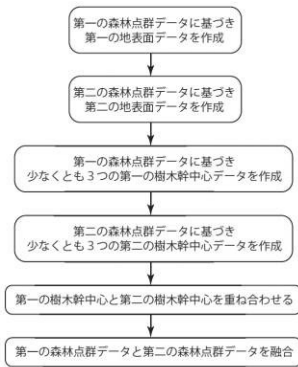 第一の森林点群データに基づき
第一の地表面データを作成
第二の森林点群データに基づき
第二の地表面データを作成
第一の森林点群データに基づき
少なくとも３つの第一の樹木幹中心データを作成
第二の森林点群データに基づき
少なくとも３つの第二の樹木幹中心データを作成
第一の樹木幹中心と第二の樹木幹中心を重ね合わせる
第一の森林点群データと第二の森林点群データを融合